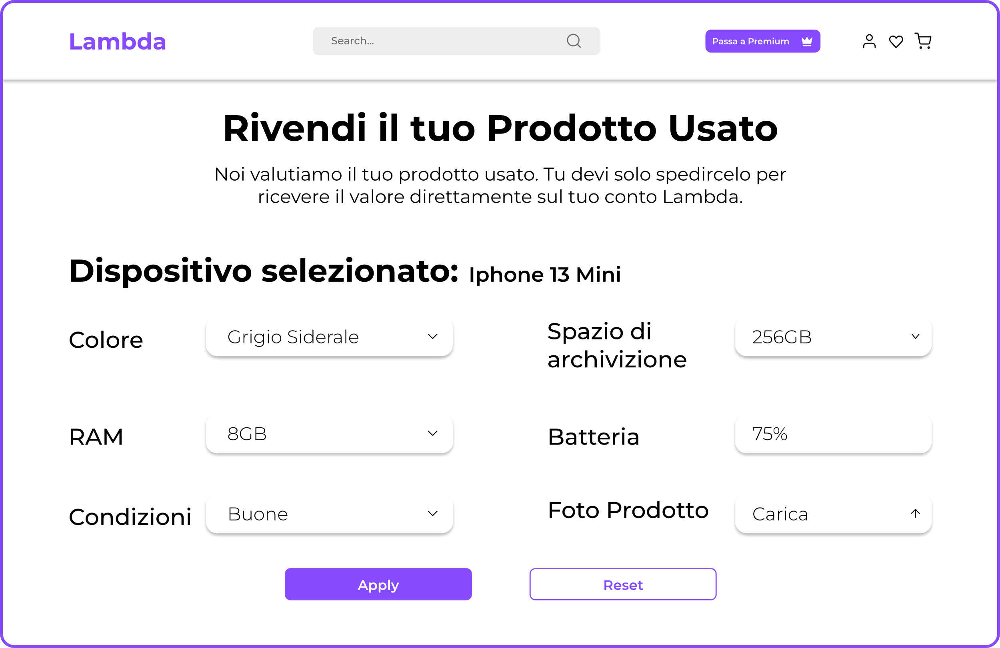 Lambda
Search...
Passa a Premium
Rivendi il tuo Prodotto Usato
Noi valutiamo il tuo prodotto usato. Tu devi solo spedircelo per
ricevere il valore direttamente sul tuo conto Lambda.
Dispositivo selezionato: Iphone 13 Mini
Colore
Grigio Siderale
Spazio di
archivizione
256GB
RAM
8GB
Batteria
75%
Condizioni
Buone
Foto Prodotto
Carica
Apply
Reset